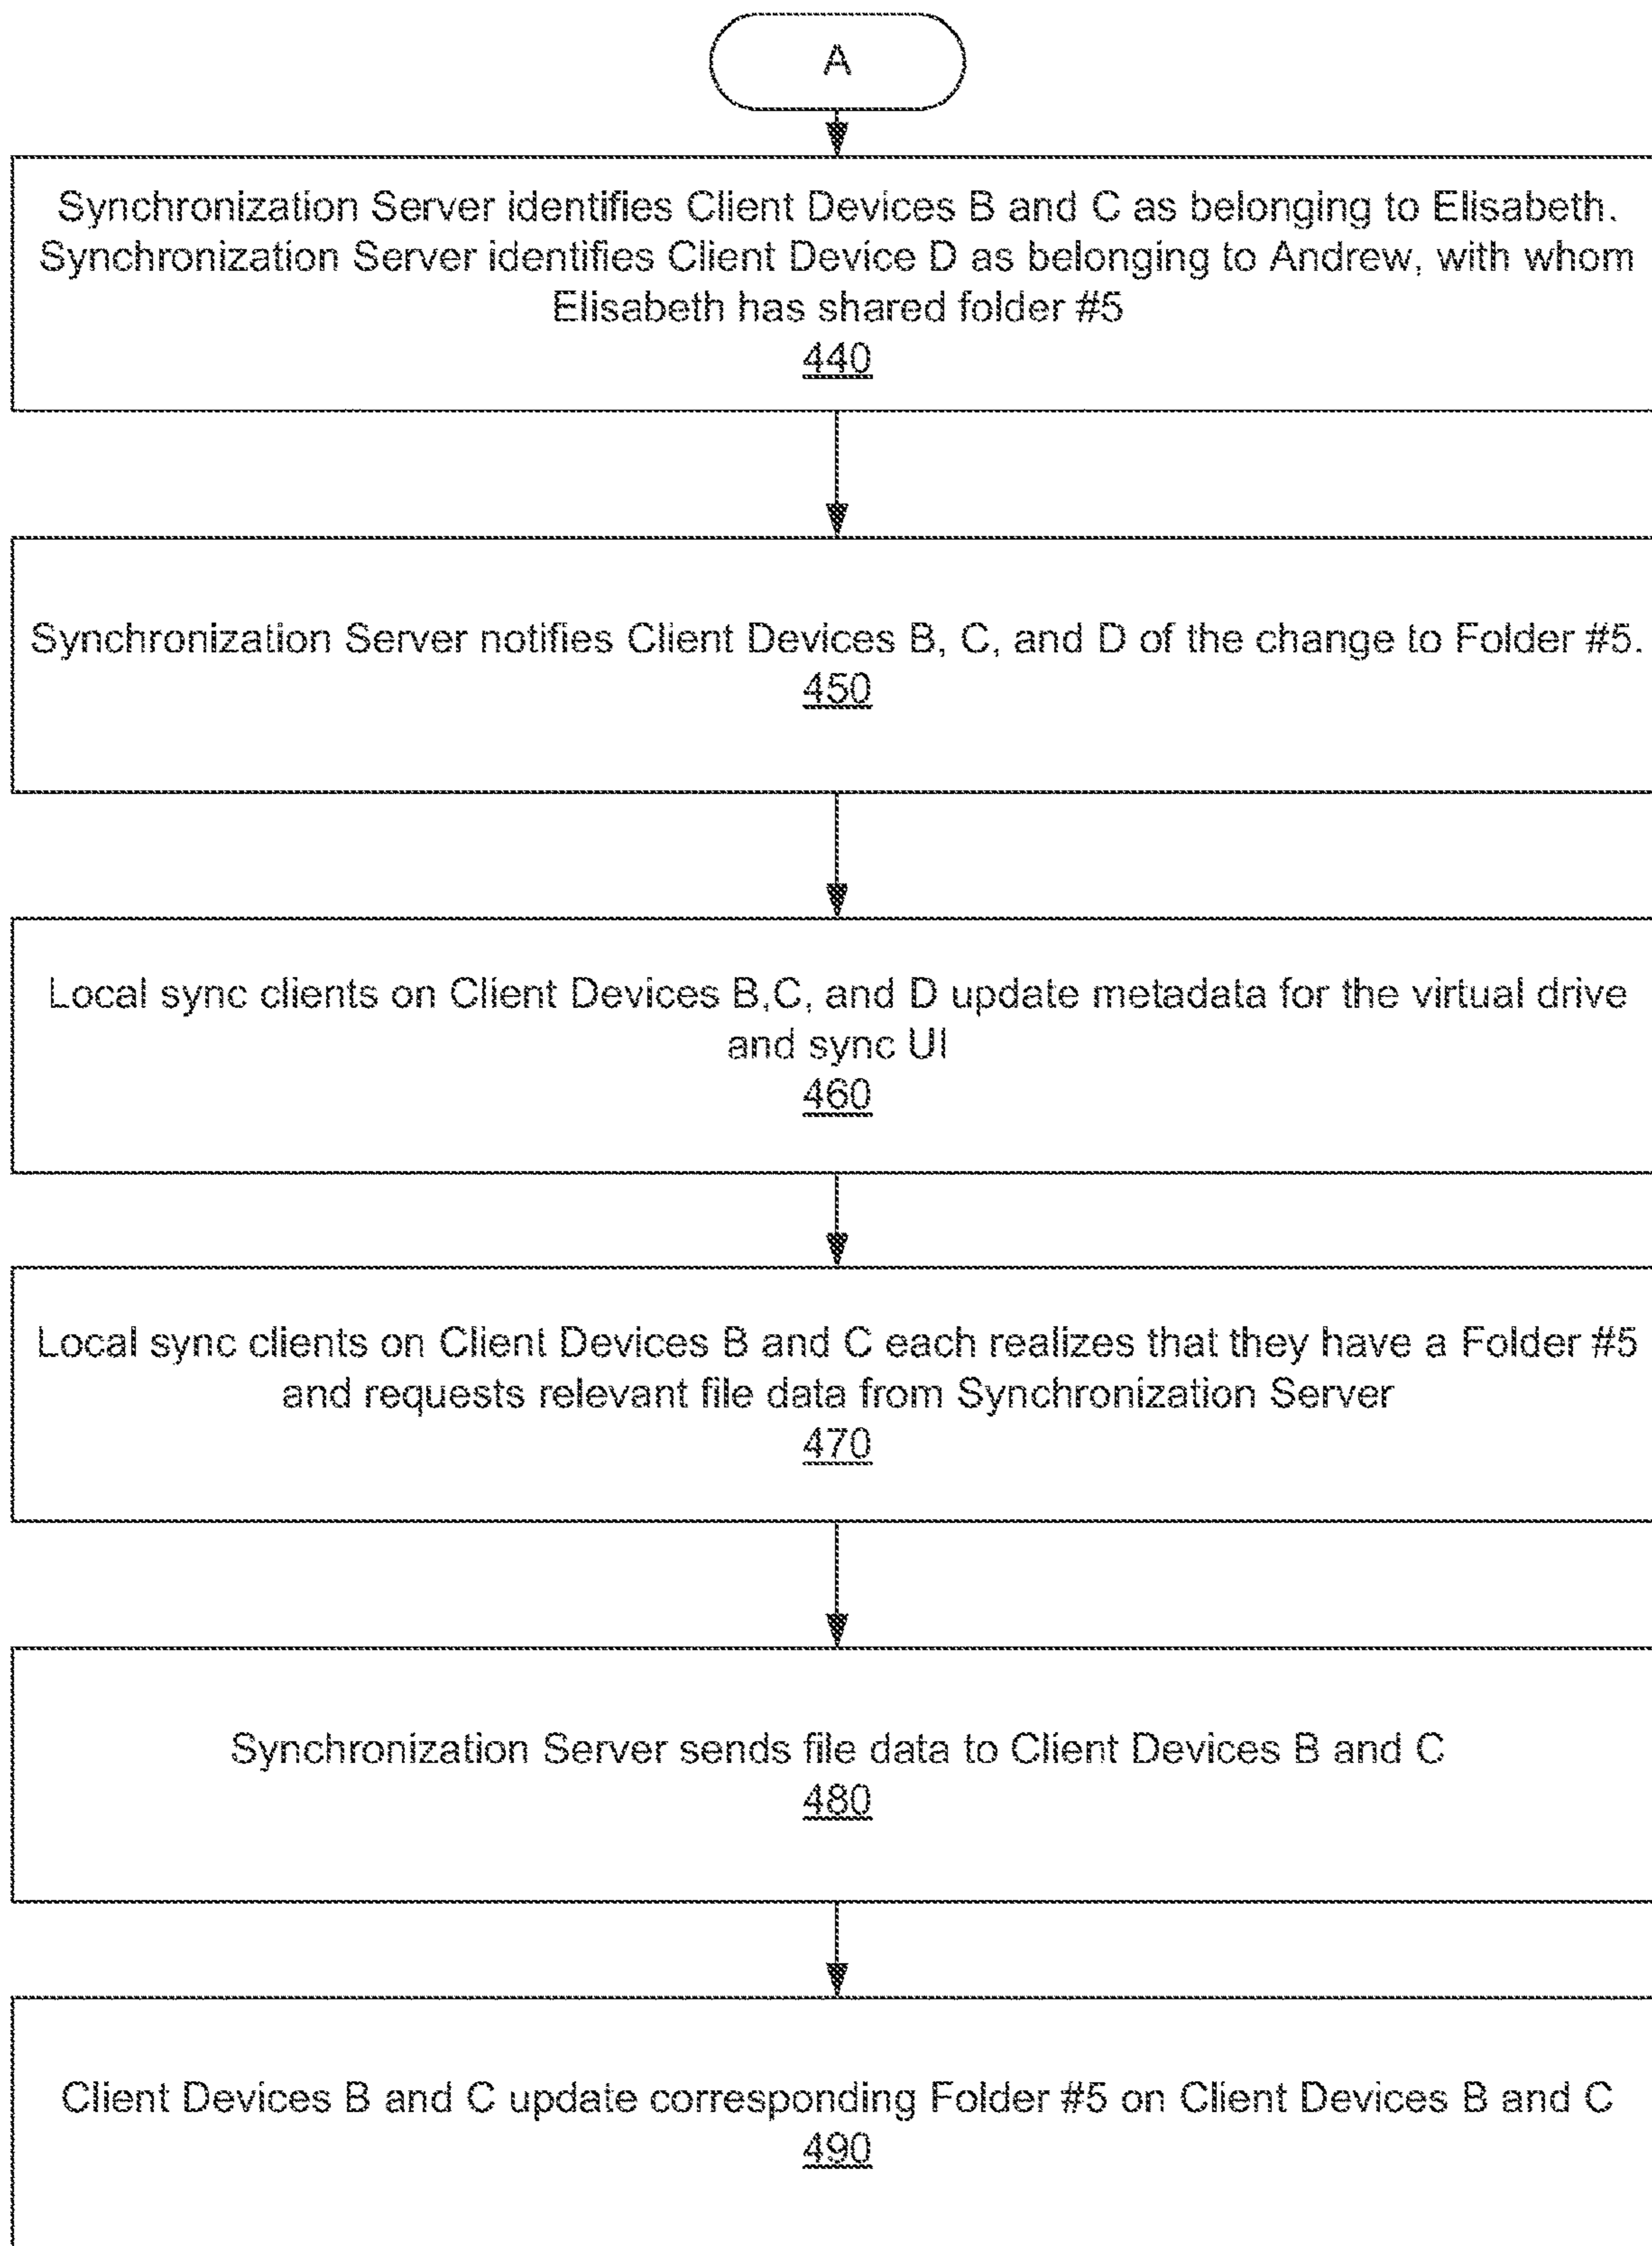 A
Synchronization Server identifies Client Devices B and C as belonging to Elisabeth.
Synchronization Server identifies Client Device D as belonging to Andrew, with whom
Elisabeth has shared folder #5
440
Synchronization Server notifies Client Devices B, C, and D of the change to Folder #5.
450
Local sync clients on Client Devices B,C, and D update metadata for the virtual drive
and sync UI
460
Local sync clients on Client Devices B and C each realizes that they have a Folder #5
and requests relevant file data from Synchronization Server
470
Synchronization Server sends file data to Client Devices B and C
480
Client Devices B and C update corresponding Folder #5 on Client Devices B and C
490